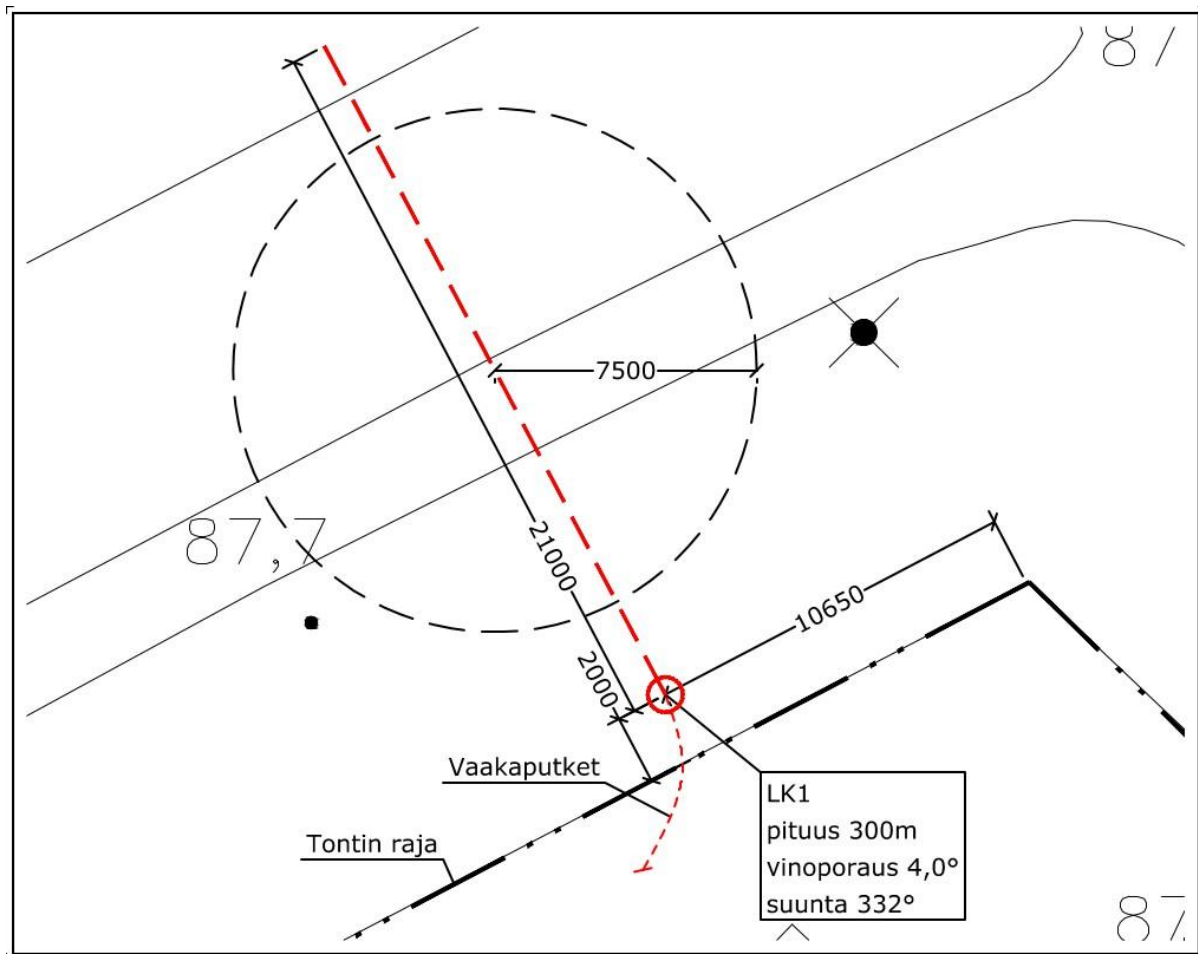 87
7500
87,7
21000
10650
2000
Vaakaputket
LK1
pituus 300m
vinoporaus 4,0°
suunta 332°
Tontin raja
87